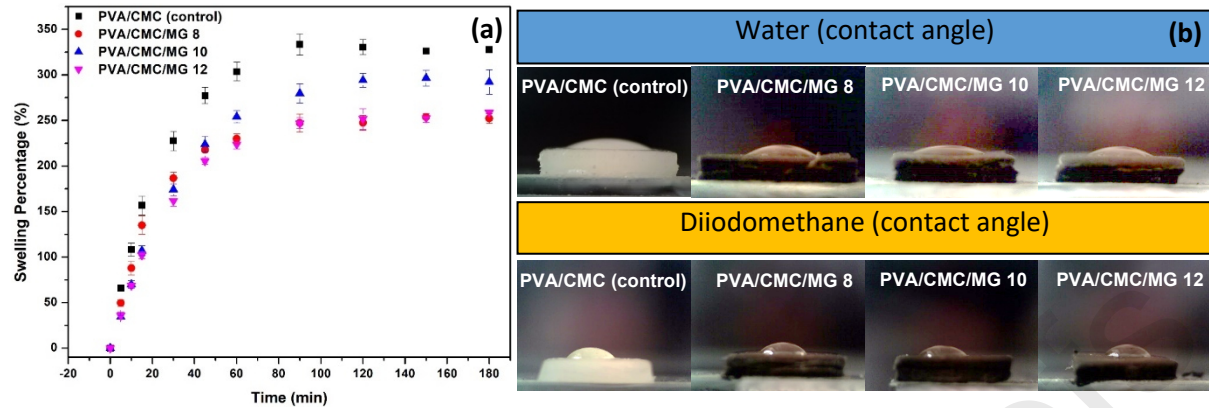 (a)
PVA/CMC (control)
PVA/CMC/MG 8
PVA/CMC/MG 10
PVA/CMC/MG 12
Swelling Percentage (%)
350
300
250
200
150
100
50
0
-20 0 20 40 60 80 100 120 140 160 180
Time (min)
Water (contact angle) (b)
PVA/CMC (control) PVA/CMC/MG 8 PVA/CMC/MG 10 PVA/CMC/MG 12
Diiodomethane (contact angle)
PVA/CMC (control) PVA/CMC/MG 8 PVA/CMC/MG 10 PVA/CMC/MG 12